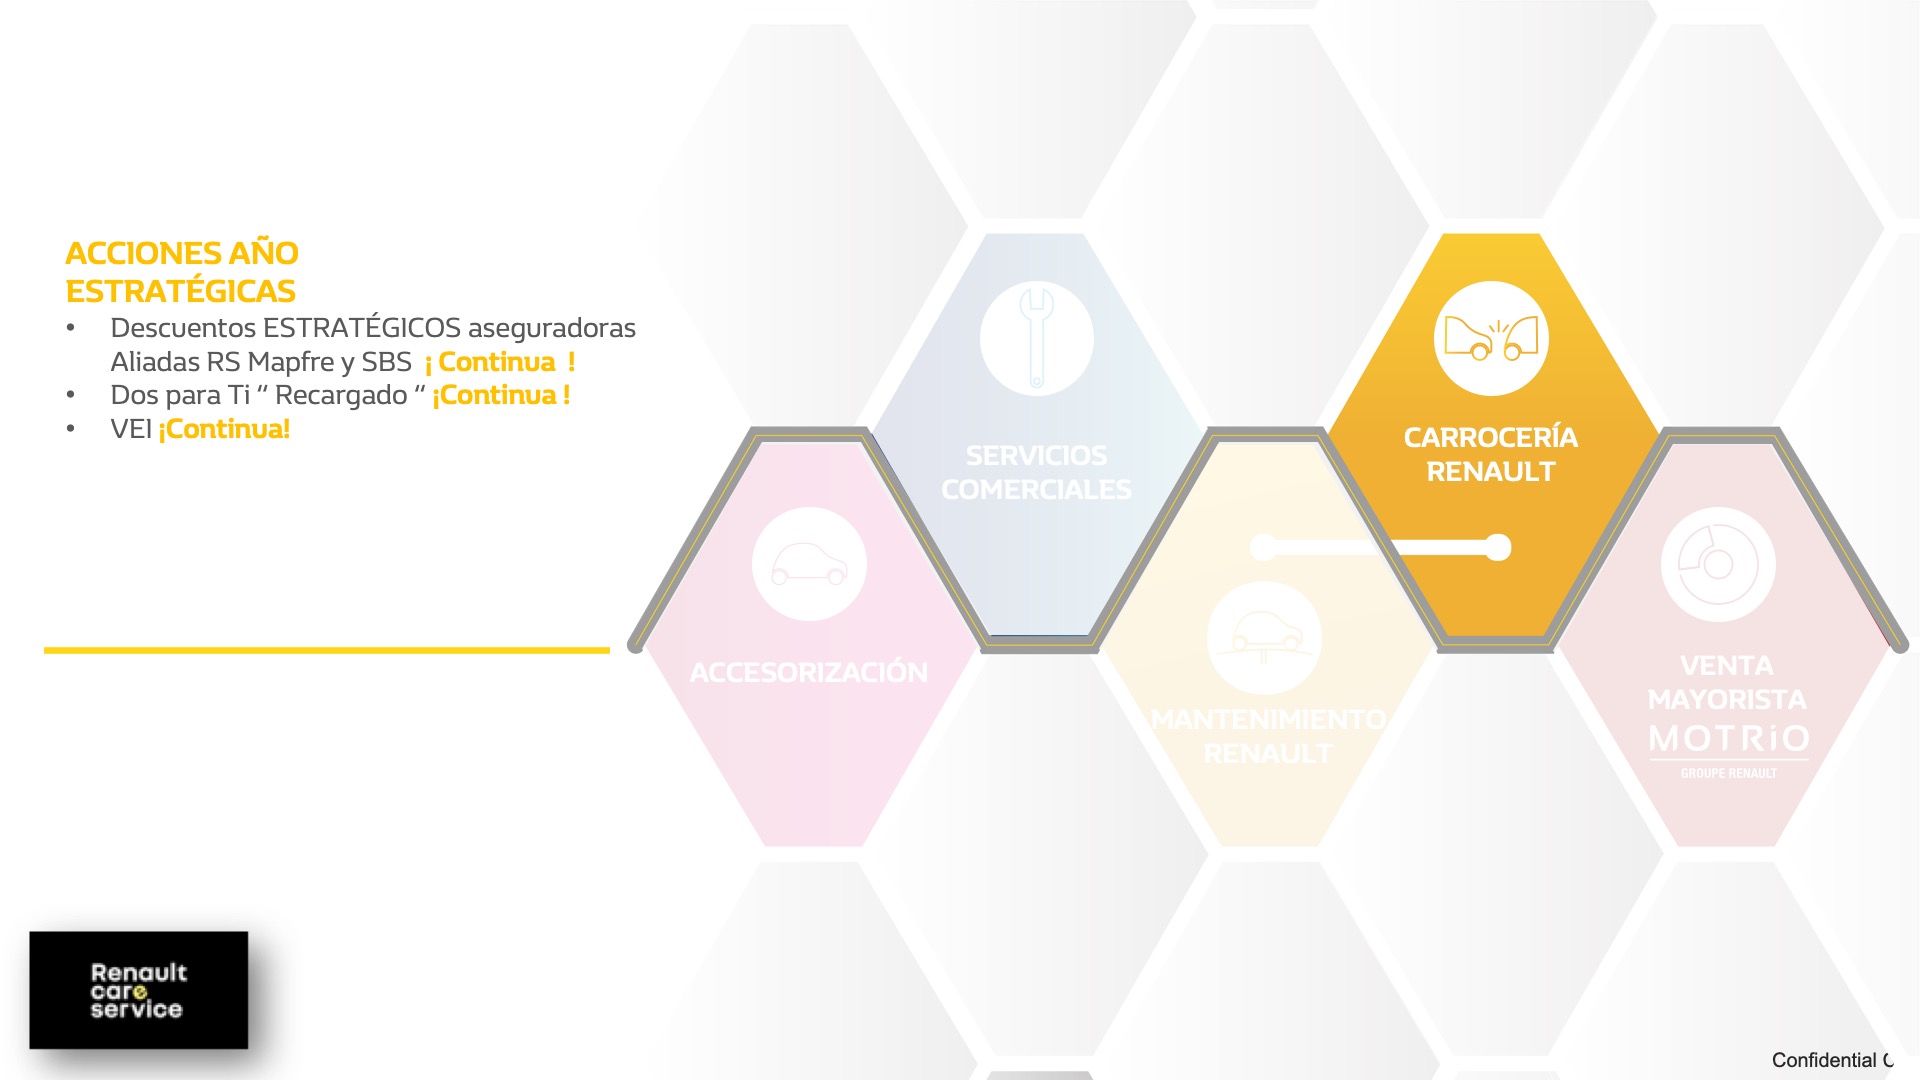 ACCIONES AÑO
ESTRATÉGICAS
• Descuentos ESTRATÉGICOS aseguradoras
Aliadas RS Mapfre y SBS ¡ Continua !
• Dos para Ti “ Recargado “ ¡Continua !
• VEI ¡Continua!
SERVICIOS
COMERCIALES
CARROCERÍA
RENAULT
ACCESORIZACIÓN
MANTENIMIENTO
RENAULT
VENTA
MAYORISTA
MOTRiO
GROUPE RENAULT
Renault
care
service
Confidential C